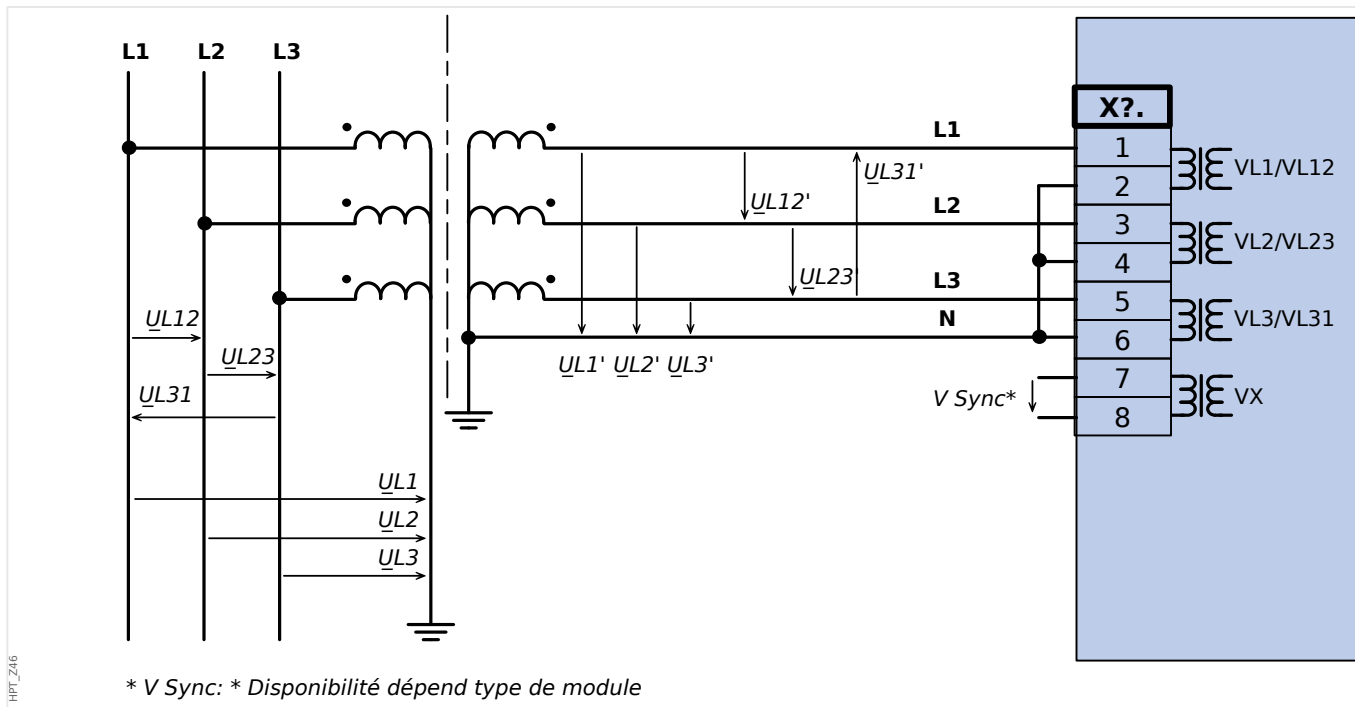 L1 L2 L3
X?.
L1
1
VL1/VL12
UL31'
2
UL12'
L2
3
VL2/VL23
4
UL23'
L3
5
VL3/VL31
UL12
N
6
UL23
UL1' UL2' UL3'
7
UL31
V Sync*
VX
8
UL1
UL2
UL3
HPT_Z46
* V Sync: * Disponibilité dépend type de module